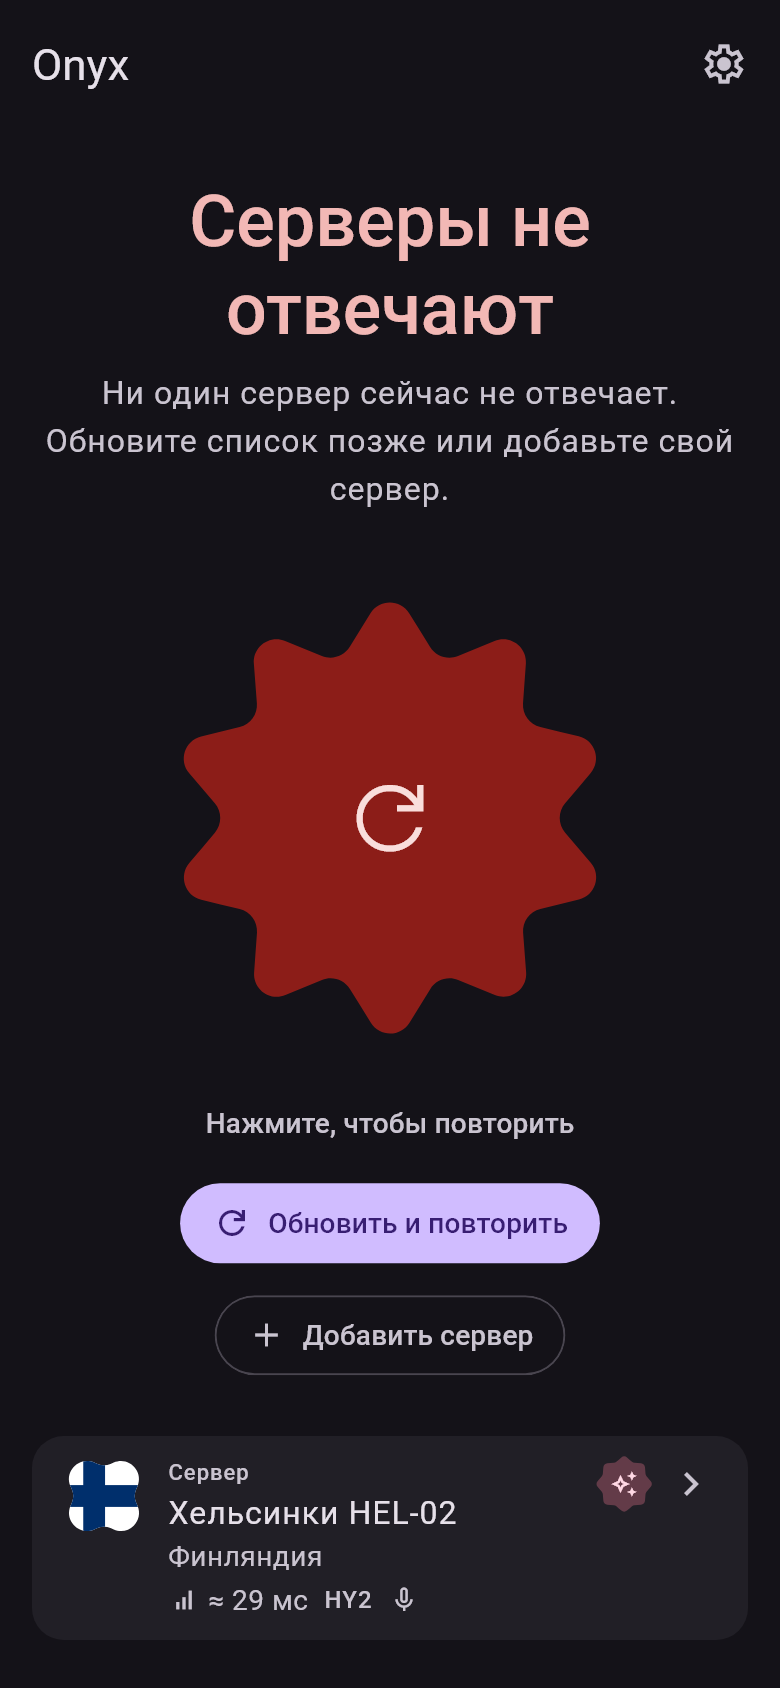 Onyx
Серверы не
отвечают
Ни один сервер сейчас не отвечает.
Обновите список позже или добавьте свой
сервер.
Нажмите, чтобы повторить
Обновить и повторить
Добавить сервер
Сервер
Хельсинки HEL-02
Финляндия
≈ 29 мс HY2